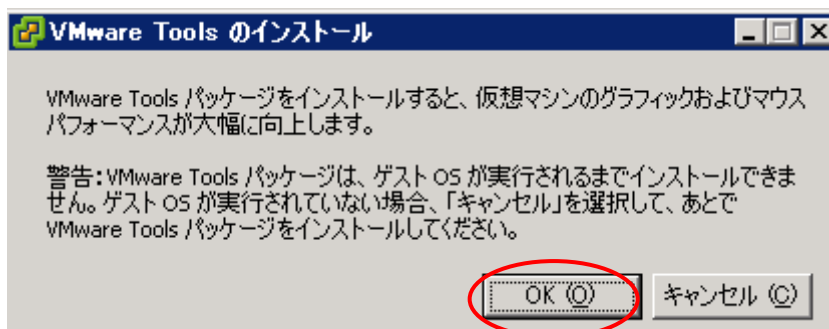 VMware Tools のインストール
VMware Tools パッケージをインストールすると、仮想マシンのグラフィックおよびマウス
パフォーマンスが大幅に向上します。
警告：VMware Tools パッケージは、ゲスト OS が実行されるまでインストールできま
せん。ゲスト OS が実行されていない場合、「キャンセル」を選択して、あとで
VMware Tools パッケージをインストールしてください。
OK (O)
キャンセル (C)